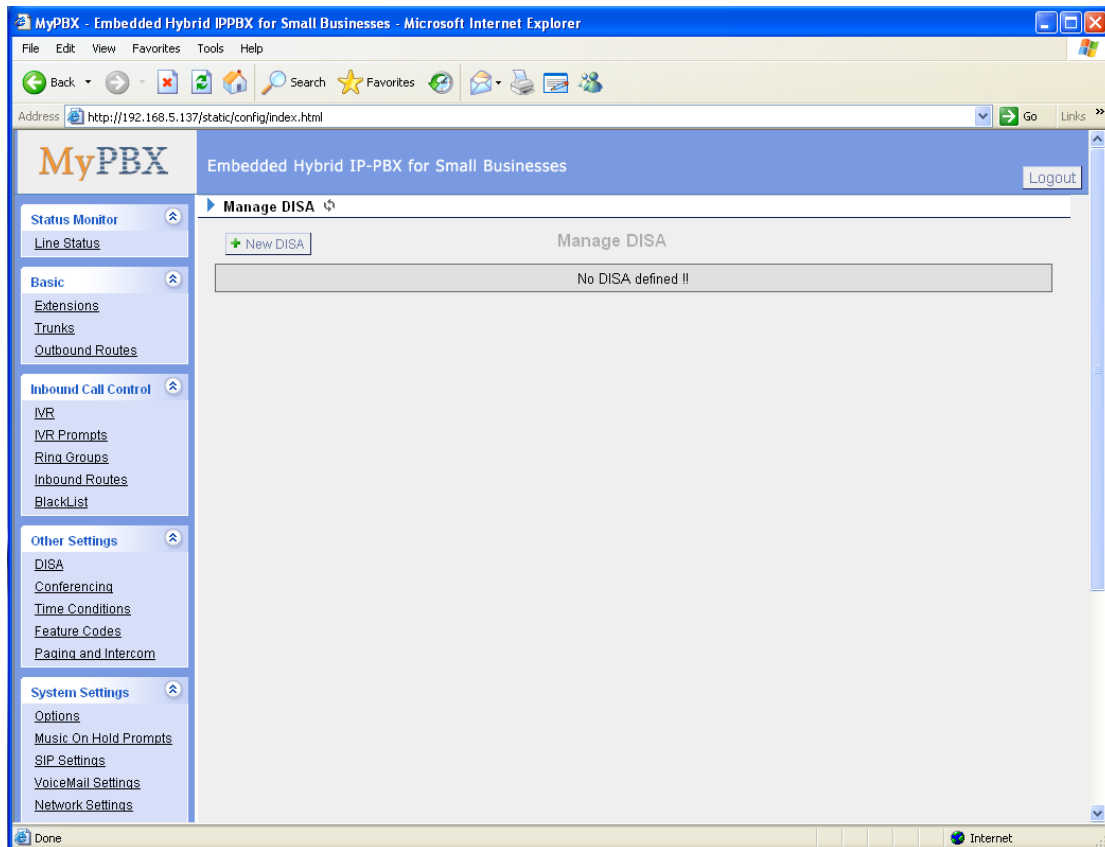 MyPBX - Embedded Hybrid IPPBX for Small Businesses - Microsoft Internet Explorer
File Edit View Favorites Tools Help
Back Search Favorites
Address http://192.168.5.137/static/config/index.html Go Links »
MyPBX
Embedded Hybrid IP-PBX for Small Businesses
Logout
Manage DISA
New DISA
Manage DISA
No DISA defined !!
Status Monitor
Line Status
Basic
Extensions
Trunks
Outbound Routes
Inbound Call Control
IVR
IVR Prompts
Ring Groups
Inbound Routes
BlackList
Other Settings
DISA
Conferencing
Time Conditions
Feature Codes
Paging and Intercom
System Settings
Options
Music On Hold Prompts
SIP Settings
VoiceMail Settings
Network Settings
Done
Internet